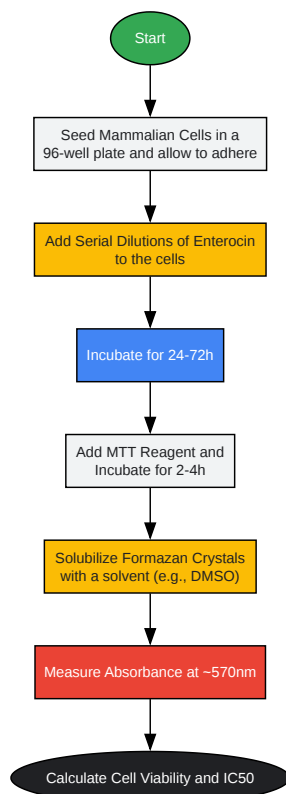 Start
Seed Mammalian Cells in a
96-well plate and allow to adhere
Add Serial Dilutions of Enterocin
to the cells
Incubate for 24-72h
Add MTT Reagent and
Incubate for 2-4h
Solubilize Formazan Crystals
with a solvent (e.g., DMSO)
Measure Absorbance at ~570nm
Calculate Cell Viability and IC50